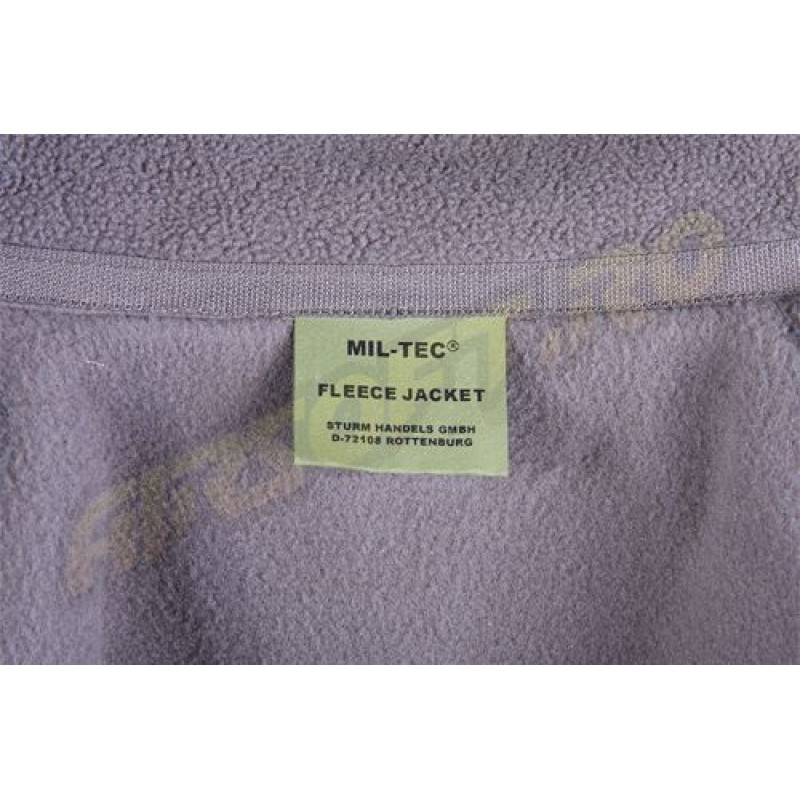 MIL-TEC®
FLEECE JACKET
STURM HANDELS GMBH
D-72108 ROTTENBURG